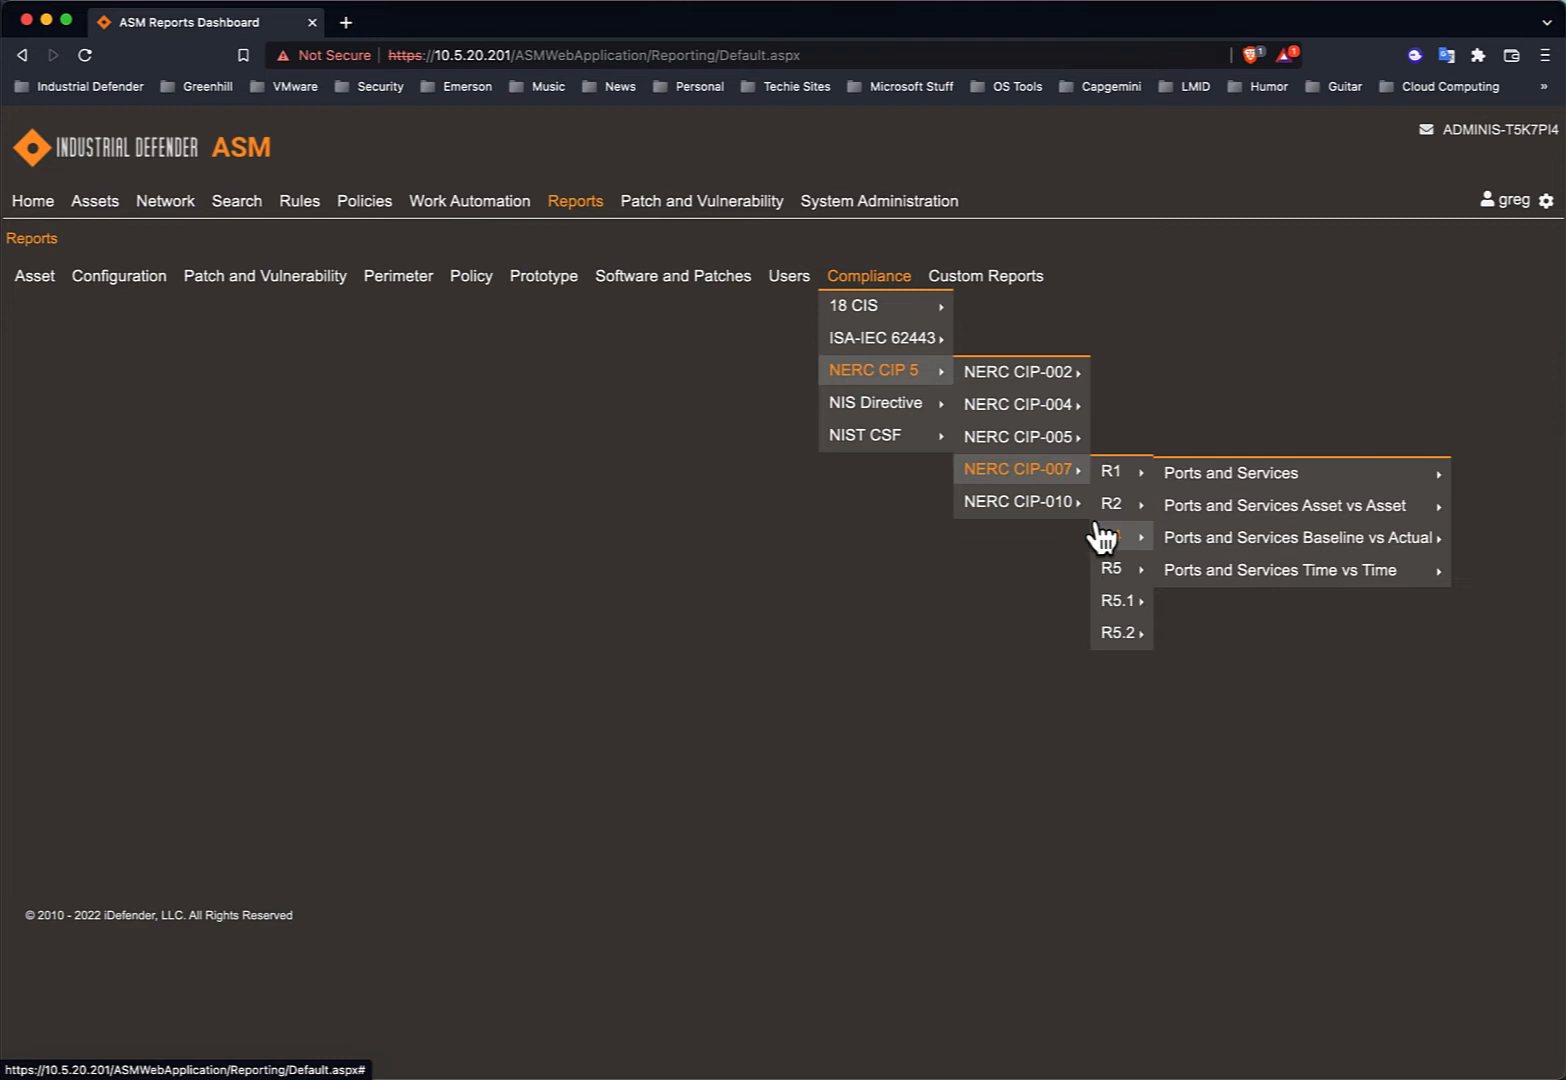 ASM Reports Dashboard
Not Secure https://10.5.20.201/ASMWebApplication/Reporting/Default.aspx 1 1
Industrial Defender Greenhill VMware Security Emerson Music News Personal Techie Sites Microsoft Stuff OS Tools Capgemini LMID Humor Guitar Cloud Computing »
INDUSTRIAL DEFENDER ASM
ADMINIS-T5K7PI4
Home Assets Network Search Rules Policies Work Automation Reports Patch and Vulnerability System Administration
greg
Reports
Asset Configuration Patch and Vulnerability Perimeter Policy Prototype Software and Patches Users Compliance Custom Reports
18 CIS
ISA-IEC 62443
NERC CIP 5
NIS Directive
NIST CSF
NERC CIP-002
NERC CIP-004
NERC CIP-005
NERC CIP-007
NERC CIP-010
R1
R2
R5
R5.1
R5.2
Ports and Services
Ports and Services Asset vs Asset
Ports and Services Baseline vs Actual
Ports and Services Time vs Time
© 2010 - 2022 iDefender, LLC. All Rights Reserved
https://10.5.20.201/ASMWebApplication/Reporting/Default.aspx#